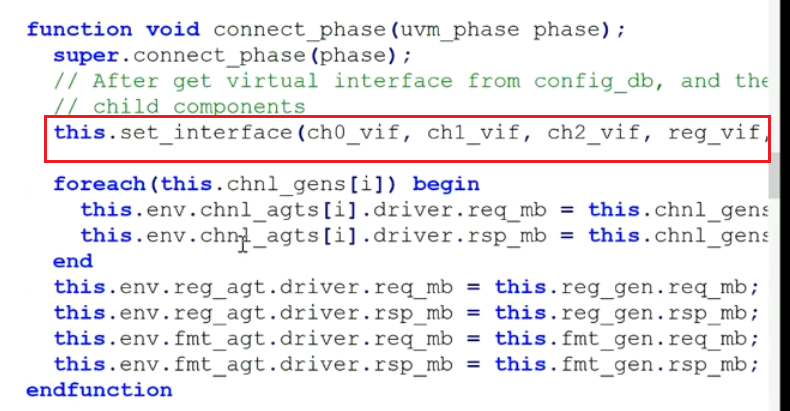 function void connect_phase(uvm_phase phase);
super.connect_phase(phase);
// After get virtual interface from config_db, and the
// child components
this.set_interface(ch0_vif, ch1_vif, ch2_vif, reg_vif,
foreach(this.chnl_gens[i]) begin
this.env.chnl_agts[i].driver.req_mb = this.chnl_gens
this.env.chnl_agts[i].driver.rsp_mb = this.chnl_gens
end
this.env.reg_agt.driver.req_mb = this.reg_gen.req_mb;
this.env.reg_agt.driver.rsp_mb = this.reg_gen.rsp_mb;
this.env.fmt_agt.driver.req_mb = this.fmt_gen.req_mb;
this.env.fmt_agt.driver.rsp_mb = this.fmt_gen.rsp_mb;
endfunction